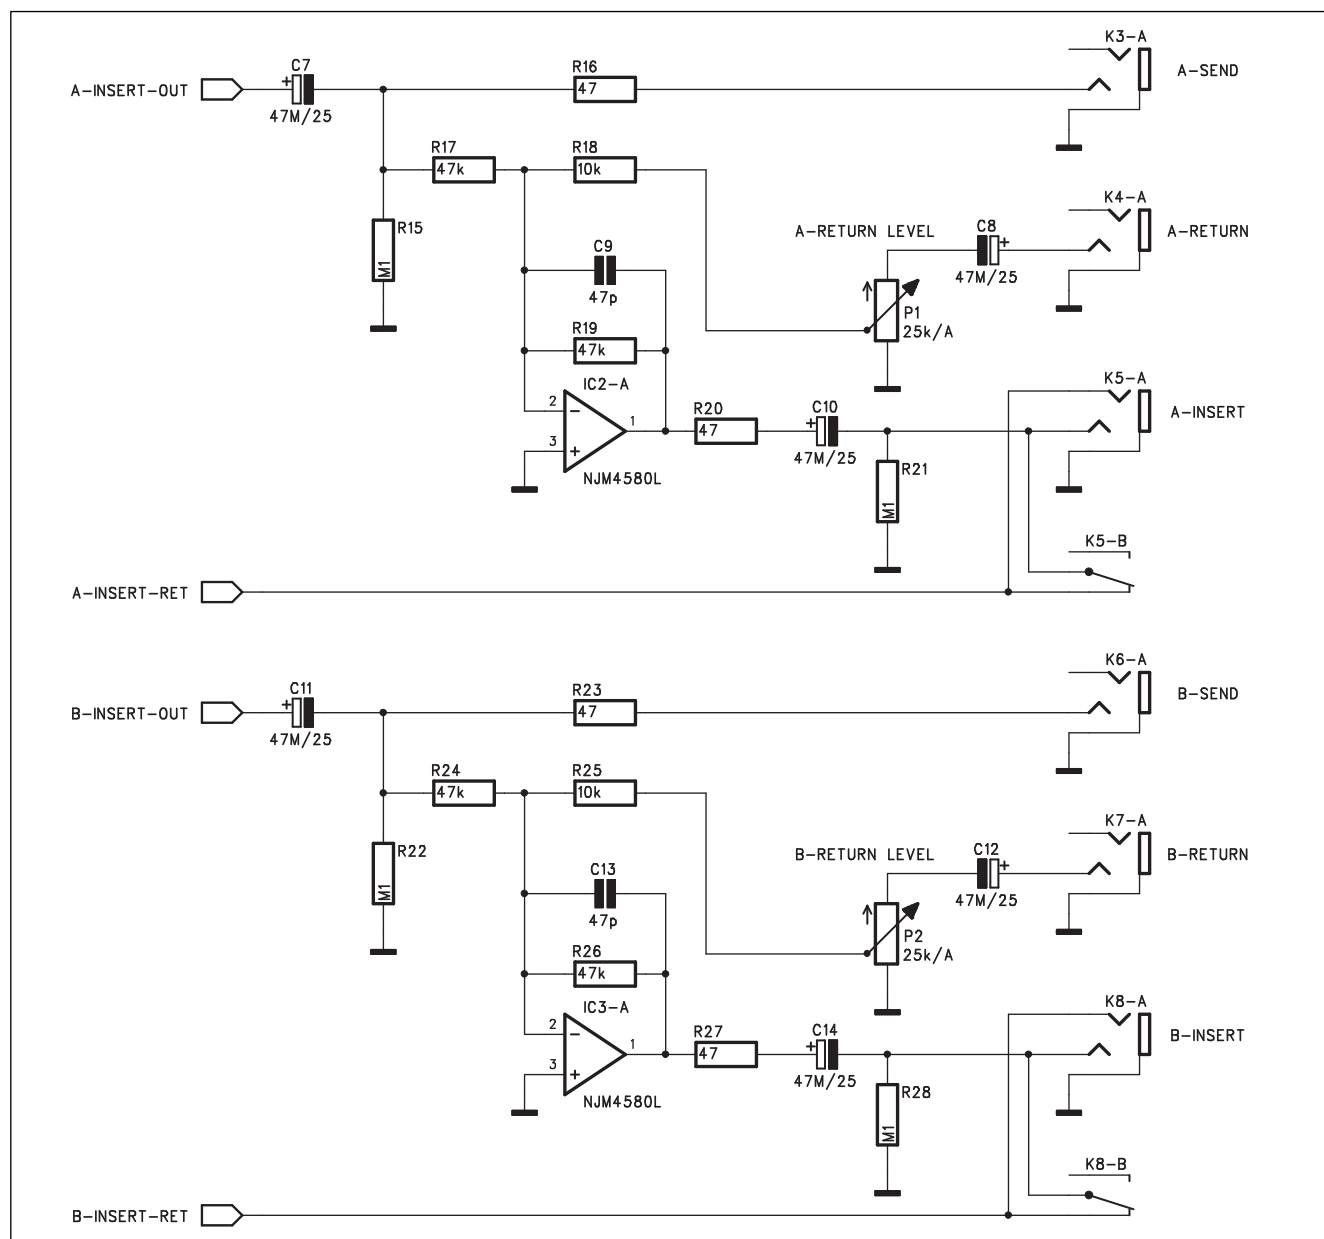 K3-A
C7
R16
A-SEND
A-INSERT-OUT
+
47
47M/25
R17
R18
47k
10k
K4-A
R15
A-RETURN LEVEL
C8
A-RETURN
+
C9
M1
47M/25
47p
P1
R19
25k/A
47k
IC2-A
K5-A
2
R20
C10
A-INSERT
-
1
+
47
3
+
47M/25
R21
NJM4580L
M1
K5-B
A-INSERT-RET
K6-A
C11
R23
B-SEND
B-INSERT-OUT
+
47
47M/25
R24
R25
47k
10k
K7-A
R22
B-RETURN LEVEL
C12
B-RETURN
+
C13
M1
47M/25
47p
P2
R26
25k/A
47k
IC3-A
K8-A
2
R27
C14
B-INSERT
-
1
+
47
3
+
47M/25
R28
NJM4580L
M1
K8-B
B-INSERT-RET